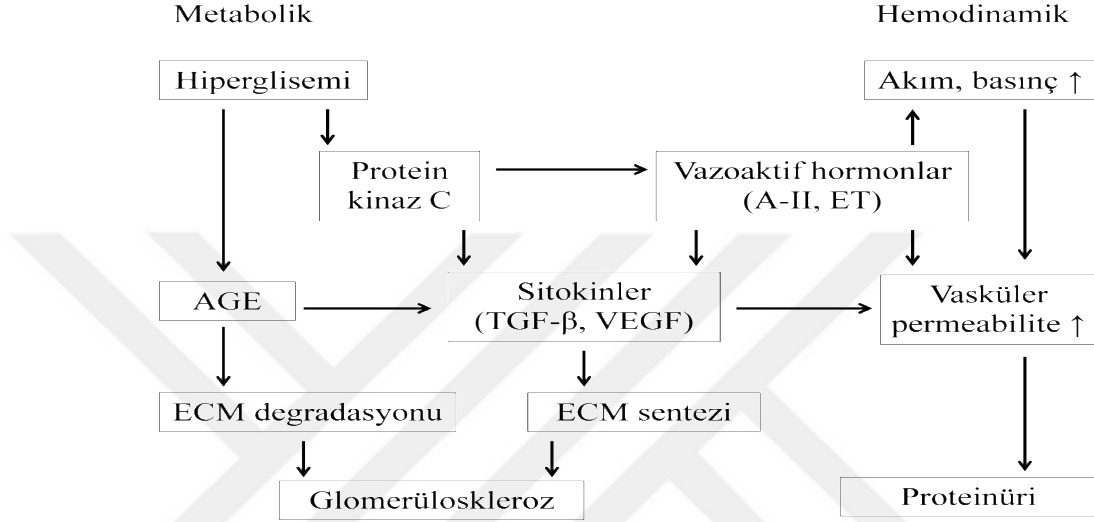 Metabolik
Hemodinamik
Hiperglisemi
Akım, basınç ↑
Protein
kinaz C
Vazoaktif hormonlar
(A-II, ET)
AGE
Sitokinler
(TGF-β, VEGF)
Vasküler
permeabilite ↑
ECM degradasyonu
ECM sentezi
Glomerüloskleroz
Proteinüri